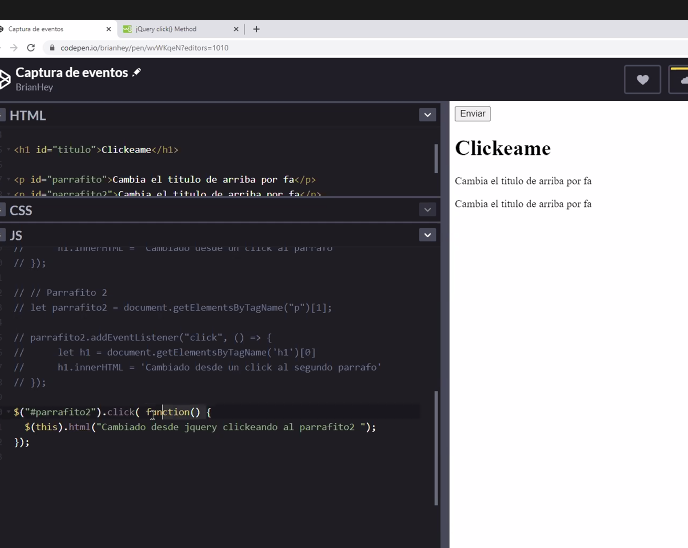 Captura de eventos
jQuery click() Method
codepen.io/brianhey/pen/wvWKqeN?editors=1010
Captura de eventos
BrianHey
HTML
<h1 id="titulo">Clickeame</h1>
<p id="parrafito">Cambia el titulo de arriba por fa</p>
<p id="parrafito2">Cambia el titulo de arriba por fa</p>
CSS
JS
//      h1.innerHTML = 'Cambiado desde un click al parrafo'
// });
// // Parrafito 2
// let parrafito2 = document.getElementsByTagName("p")[1];
// parrafito2.addEventListener("click", () => {
//      let h1 = document.getElementsByTagName('h1')[0]
//      h1.innerHTML = 'Cambiado desde un click al segundo parrafo'
// });
$("#parrafito2").click( function() {
  $(this).html("Cambiado desde jquery clickeando al parrafito2 ");
});
Enviar
Clickeame
Cambia el titulo de arriba por fa
Cambia el titulo de arriba por fa